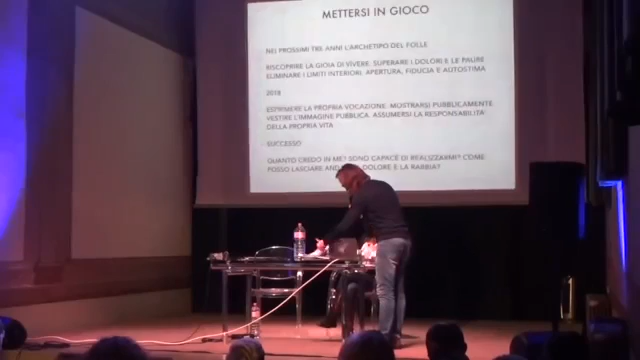 METTERSI IN GIOCO
NEI PROSSIMI TRE ANNI L'ARCHETIPO DEL FOLLE
RISCOPRIRE LA GIOIA DI VIVERE. SUPERARE I DOLORI E LE PAURE
ELIMINARE I LIMITI INTERIORI. APERTURA, FIDUCIA E AUTOSTIMA
2018
ESPRIMERE LA PROPRIA VOCAZIONE. MOSTRARSI PUBBLICAMENTE
VESTIRE L'IMMAGINE PUBBLICA. ASSUMERSI LA RESPONSABILITA'
DELLA PROPRIA VITA
SUCCESSO
QUANTO CREDO IN ME? SONO CAPACE DI REALIZZARMI? COME
POSSO LASCIARE DOLORE E LA RABBIA?